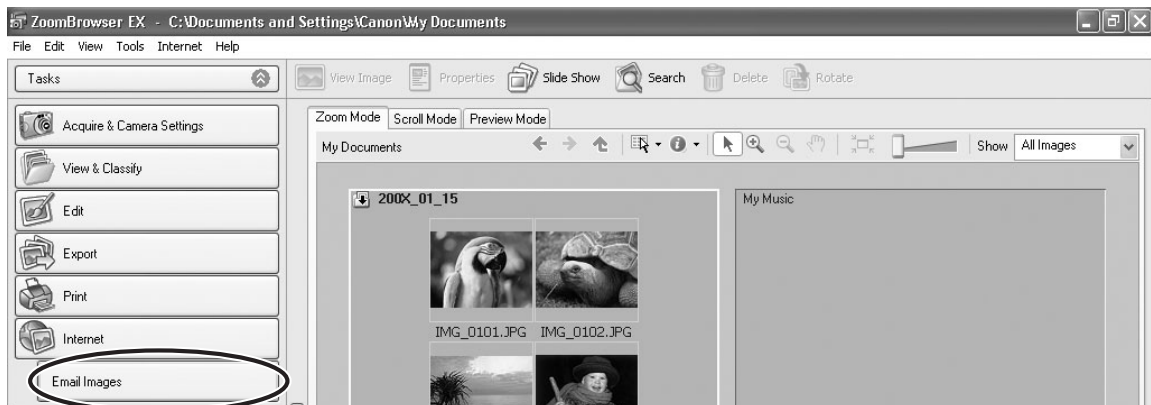 ZoomBrowser EX - C:\Documents and Settings\Canon\My Documents
File Edit View Tools Internet Help
Tasks
View Image Properties Slide Show Search Delete Rotate
Acquire & Camera Settings
View & Classify
Edit
Export
Print
Internet
Email Images
Zoom Mode Scroll Mode Preview Mode
My Documents
Show All Images
200X_01_15
My Music
IMG_0101.JPG IMG_0102.JPG